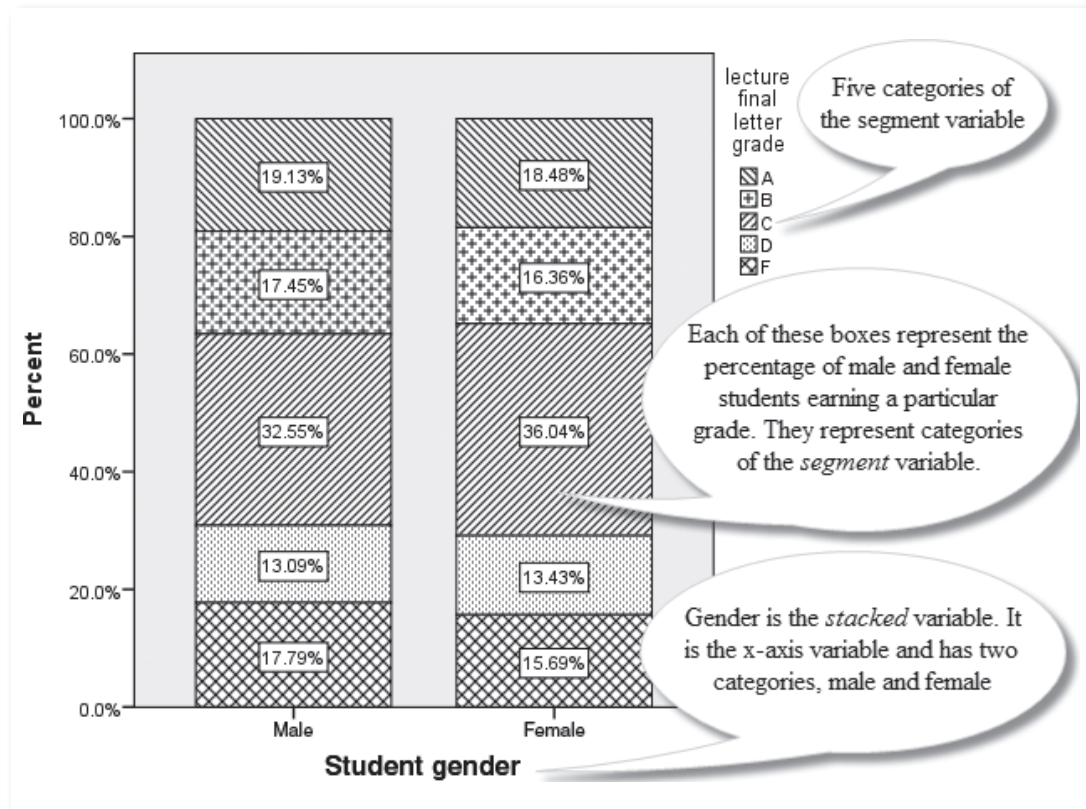 lecture
final
letter
grade
A
B
C
D
F
Five categories of
the segment variable
100.0%
80.0%
60.0%
40.0%
20.0%
0.0%
Percent
19.13%
17.45%
32.55%
13.09%
17.79%
18.48%
16.36%
36.04%
13.43%
15.69%
Each of these boxes represent the
percentage of male and female
students earning a particular
grade. They represent categories
of the segment variable.
Gender is the stacked variable. It
is the x-axis variable and has two
categories, male and female
Male
Female
Student gender